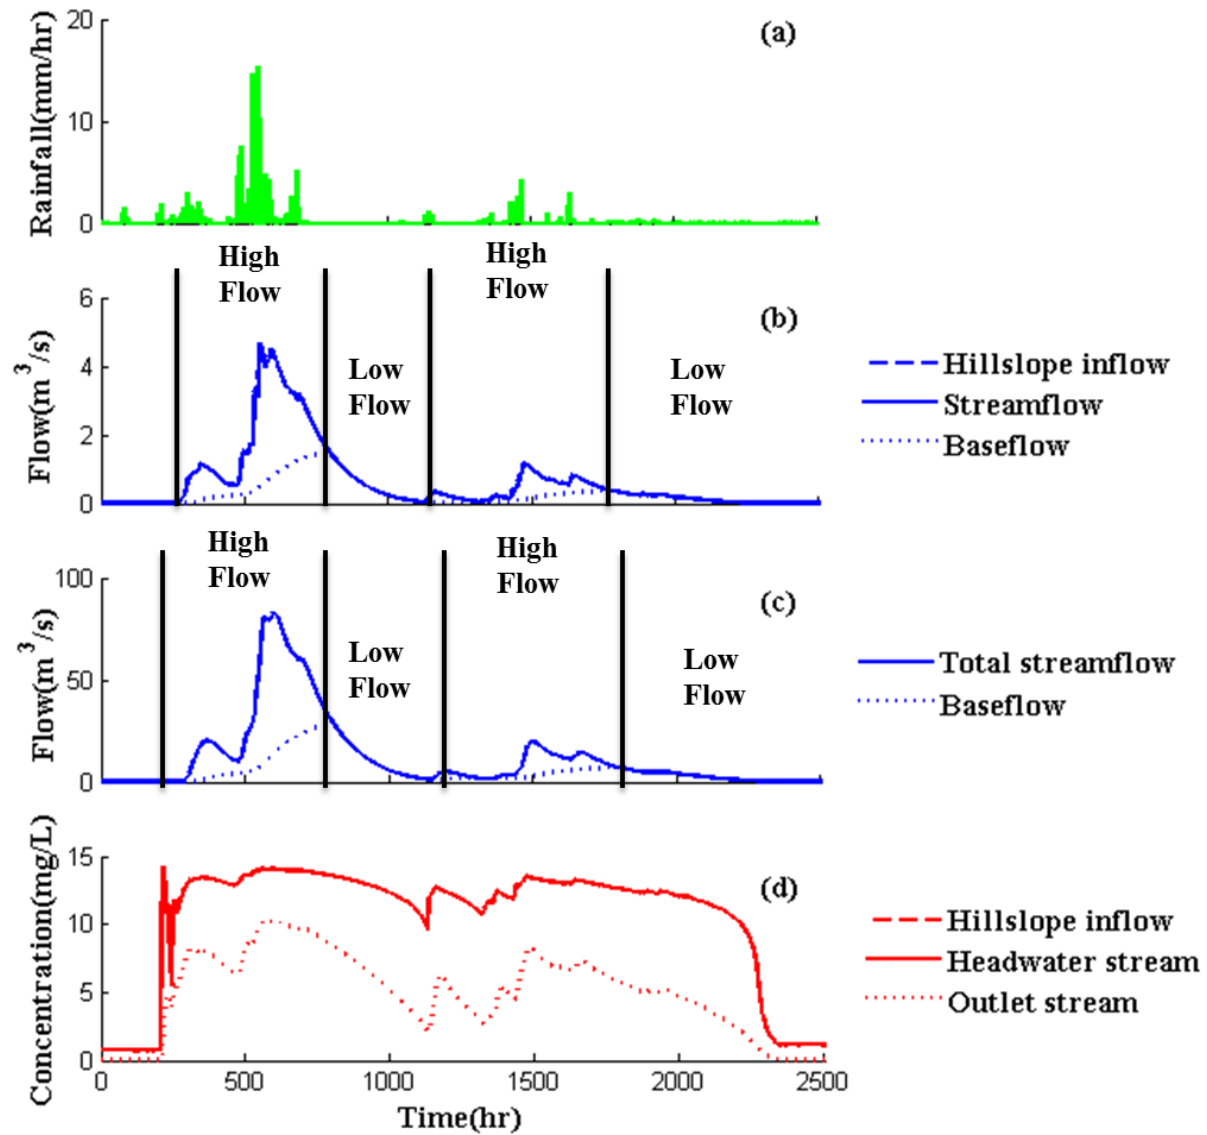 (a)
Rainfall(mm/hr)
20
10
0
High
Flow
High
Flow
(b)
Flow(m³/s)
6
4
2
0
Low
Flow
Low
Flow
Hillslope inflow
Streamflow
Baseflow
High
Flow
High
Flow
(c)
Flow(m³/s)
100
50
0
Low
Flow
Low
Flow
Total streamflow
Baseflow
(d)
Concentration(mg/L)
15
10
5
0
Hillslope inflow
Headwater stream
Outlet stream
0 500 1000 1500 2000 2500
Time(hr)